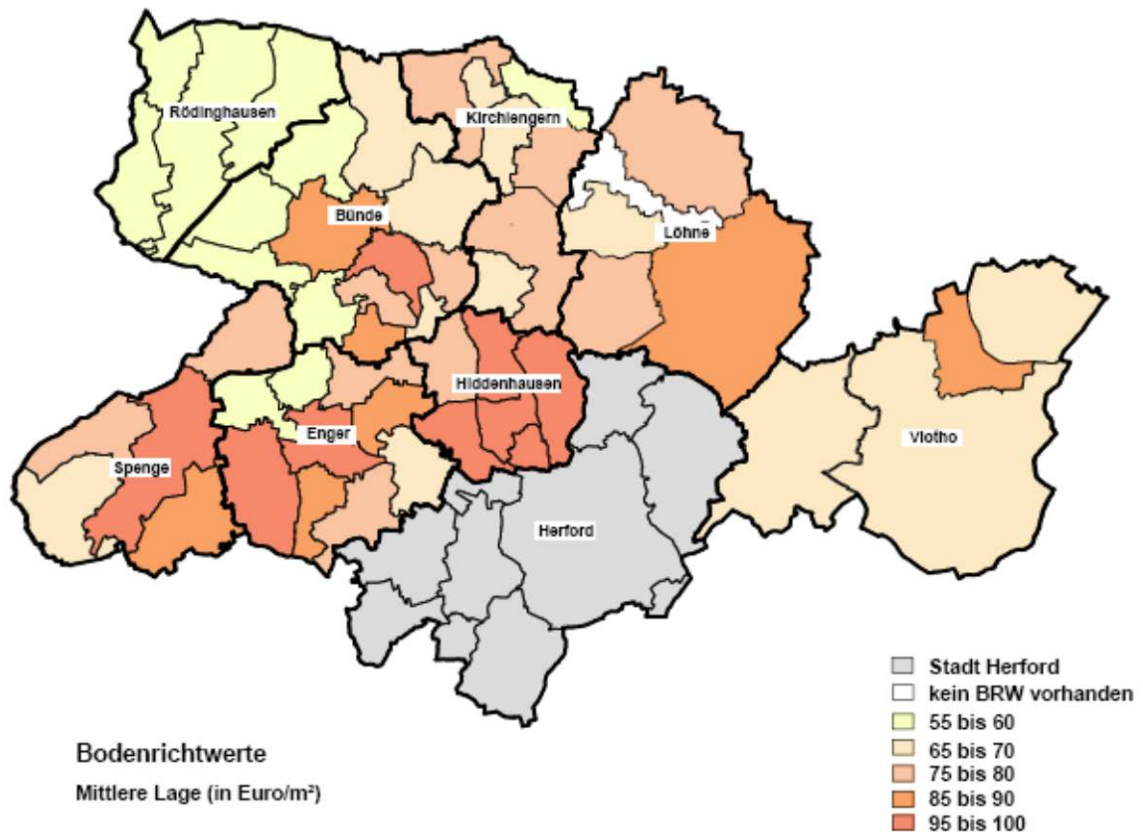 Rödinghausen
Kirchlengern
Bünde
Löhne
Hiddenhausen
Enger
Vlotho
Spenge
Herford
Stadt Herford
kein BRW vorhanden
55 bis 60
65 bis 70
75 bis 80
85 bis 90
95 bis 100
Bodenrichtwerte
Mittlere Lage (in Euro/m²)